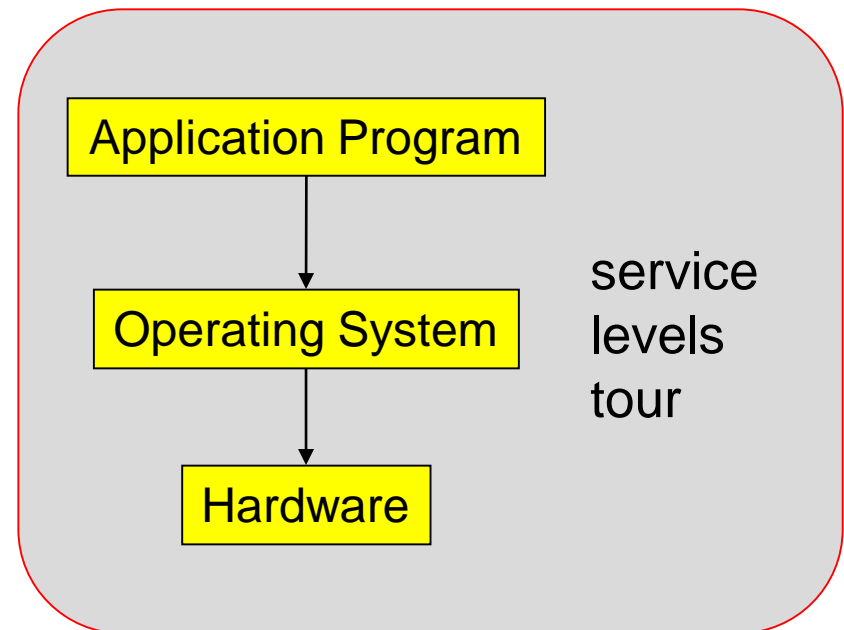 Application Program
Operating System
service
levels
tour
Hardware